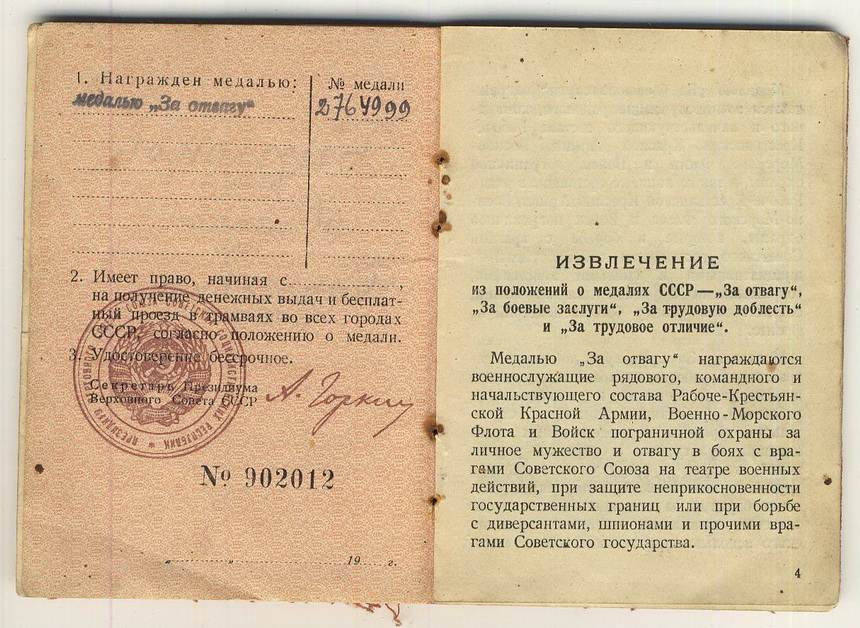 1. Награжден медалью:
№ медали
медалью „За отвагу“
2764999
2. Имеет право, начиная с
на получение денежных выдач и бесплат-
ный проезд в трамваях во всех городах
СССР, согласно положению о медали.
3. Удостоверение бессрочное.
Секретарь Президиума
Верховного Совета СССР
А. Горкин
№ 902012
19 г.
ИЗВЛЕЧЕНИЕ
из положений о медалях СССР—„За отвагу“,
„За боевые заслуги“, „За трудовую доблесть“
и „За трудовое отличие“.
Медалью „За отвагу“ награждаются
военнослужащие рядового, командного и
начальствующего состава Рабоче-Крестьян-
ской Красной Армии, Военно-Морского
Флота и Войск пограничной охраны за
личное мужество и отвагу в боях с вра-
гами Советского Союза на театре военных
действий, при защите неприкосновенности
государственных границ или при борьбе
с диверсантами, шпионами и прочими вра-
гами Советского государства.
4